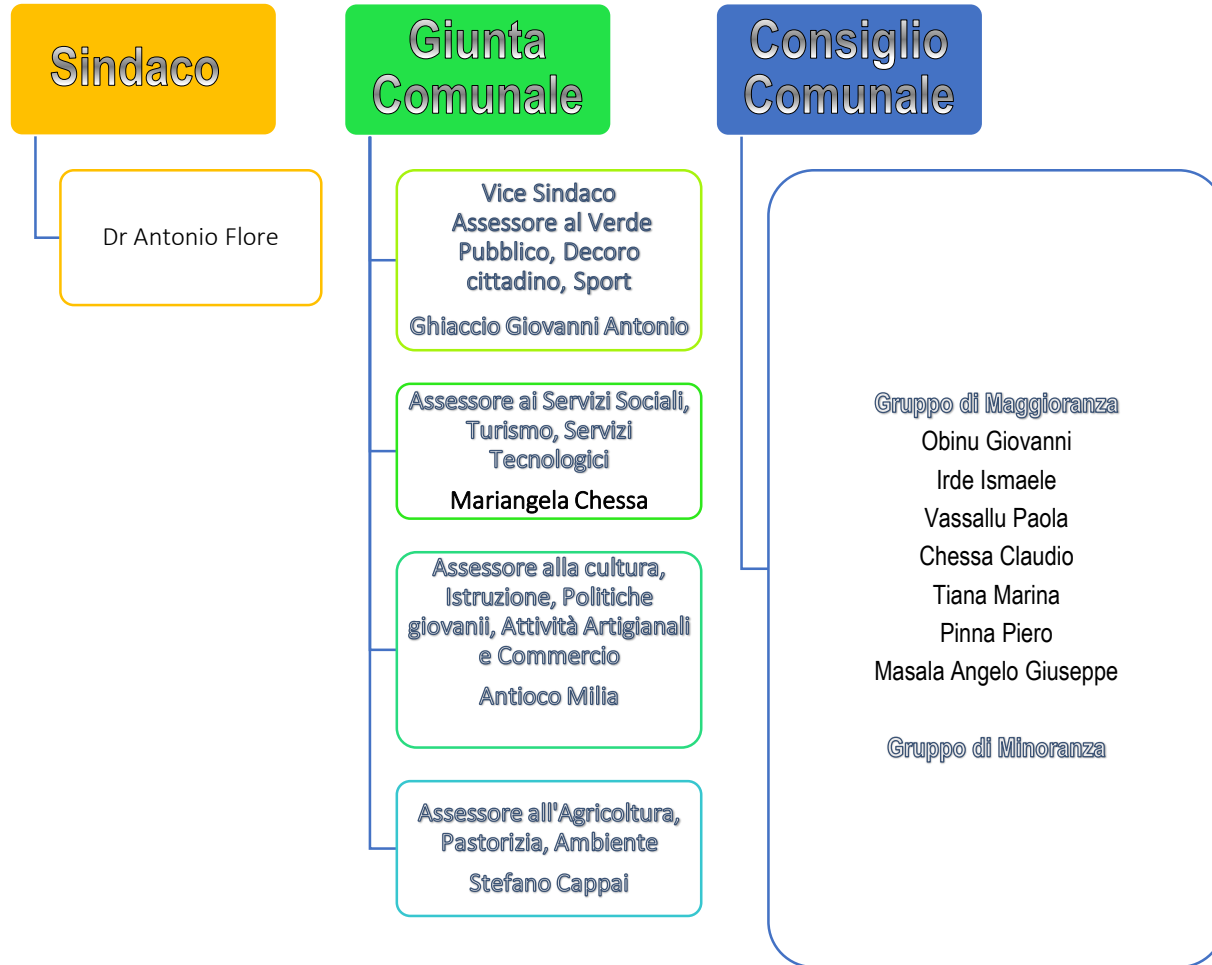 Sindaco
Dr Antonio Flore
Giunta
Comunale
Vice Sindaco
Assessore al Verde
Pubblico, Decoro
cittadino, Sport
Ghiaccio Giovanni Antonio
Assessore ai Servizi Sociali,
Turismo, Servizi
Tecnologici
Mariangela Chessa
Assessore alla cultura,
Istruzione, Politiche
giovanii, Attività Artigianali
e Commercio
Antioco Milia
Assessore all'Agricoltura,
Pastorizia, Ambiente
Stefano Cappai
Consiglio
Comunale
Gruppo di Maggioranza
Obinu Giovanni
Irde Ismaele
Vassallu Paola
Chessa Claudio
Tiana Marina
Pinna Piero
Masala Angelo Giuseppe
Gruppo di Minoranza